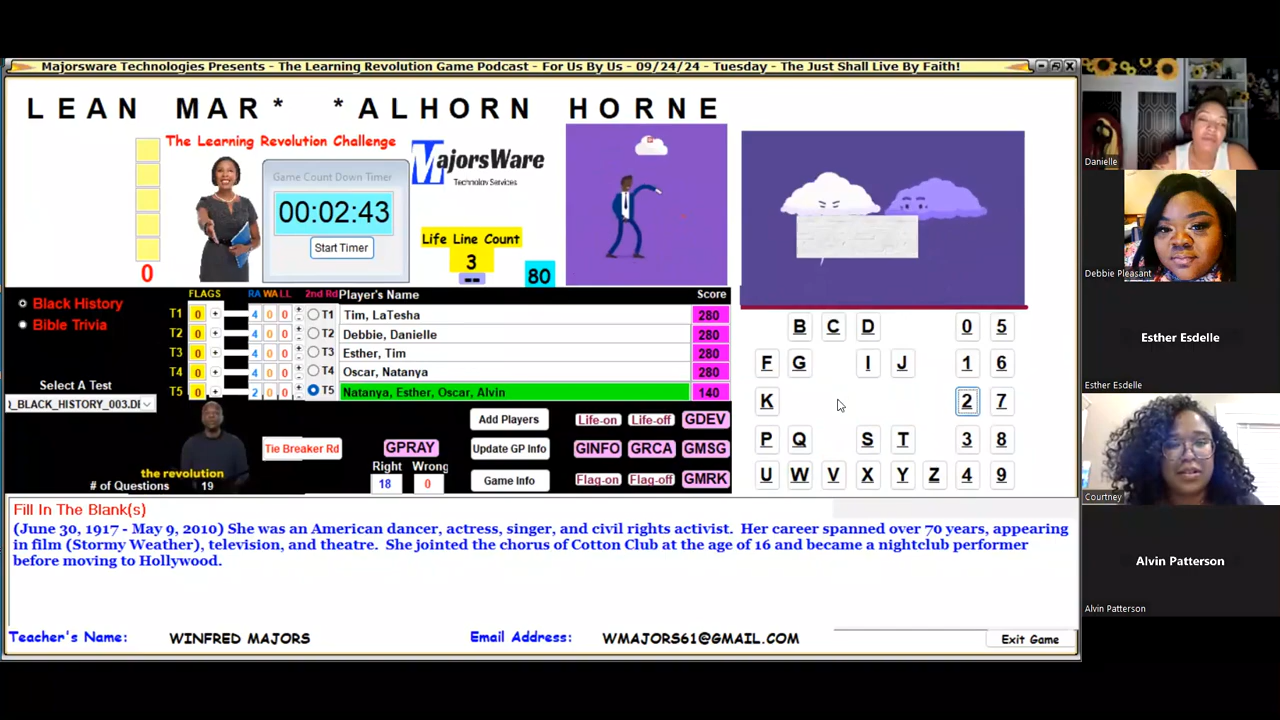 Majorsware Technologies Presents - The Learning Revolution Game Podcast - For Us By Us - 09/24/24 - Tuesday - The Just Shall Live By Faith!
LEAN MAR* *ALHORN HORNE
The Learning Revolution Challenge
0
Game Count Down Timer
00:02:43
Start Timer
MajorsWare
Technology Services
Life Line Count
3
--
80
Black History
Bible Trivia
Select A Test
D_BLACK_HISTORY_003.DI
FLAGS RA WA LL 2nd Rd Player's Name Score
T1 0 + 4 0 0 T1 Tim, LaTesha 280
T2 0 + 4 0 0 T2 Debbie, Danielle 280
T3 0 + 4 0 0 T3 Esther, Tim 280
T4 0 + 4 0 0 T4 Oscar, Natanya 280
T5 0 + 2 0 0 T5 Natanya, Esther, Oscar, Alvin 140
the revolution
# of Questions 19
Tie Breaker Rd
GPRAY
Right Wrong
18 0
Add Players Life-on Life-off GDEV
Update GP Info GINFO GRCA GMSG
Game Info Flag-on Flag-off GMRK
B C D 0 5
F G I J 1 6
K 2 7
P Q S T 3 8
U W V X Y Z 4 9
Fill In The Blank(s)
(June 30, 1917 - May 9, 2010) She was an American dancer, actress, singer, and civil rights activist. Her career spanned over 70 years, appearing
in film (Stormy Weather), television, and theatre. She jointed the chorus of Cotton Club at the age of 16 and became a nightclub performer
before moving to Hollywood.
Teacher's Name: WINFRED MAJORS Email Address: WMAJORS61@GMAIL.COM Exit Game
Danielle
Debbie Pleasant
Esther Esdelle
Esther Esdelle
Courtney
Alvin Patterson
Alvin Patterson